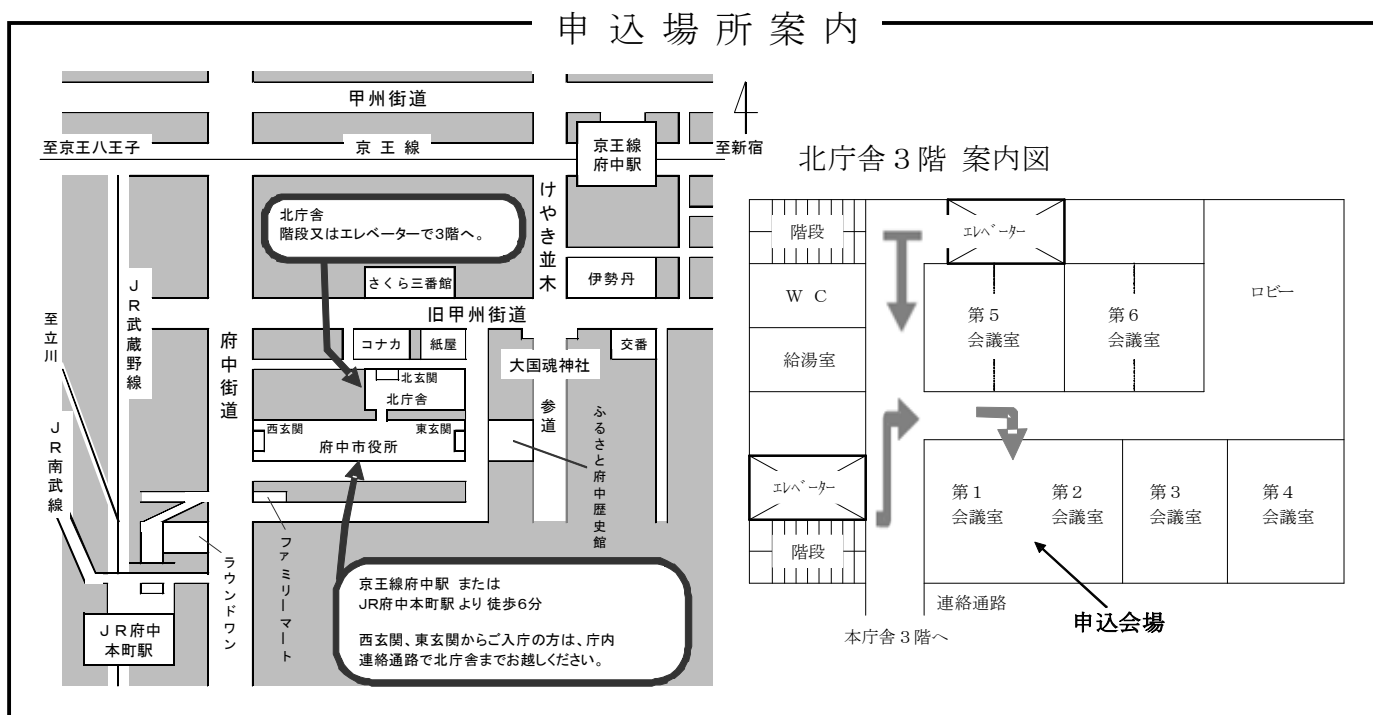 申込場所案内
甲州街道
至京王八王子
京王線
京王線
府中駅
至新宿
北庁舎
階段又はエレベーターで3階へ。
けやき並木
さくら三番館
伊勢丹
旧甲州街道
JR武蔵野線
至立川
府中街道
コナカ
紙屋
大国魂神社
交番
北玄関
北庁舎
参道
ふるさと府中歴史館
西玄関
東玄関
府中市役所
JR南武線
ラウンドワン
ファミリーマート
JR府中
本町駅
京王線府中駅 または
JR府中本町駅より徒歩6分
西玄関、東玄関からご入庁の方は、庁内
連絡通路で北庁舎までお越しください。
北庁舎3階 案内図
階段
エレベーター
ロビー
WC
第5
会議室
第6
会議室
給湯室
エレベーター
第1
会議室
第2
会議室
第3
会議室
第4
会議室
階段
連絡通路
申込会場
本庁舎3階へ